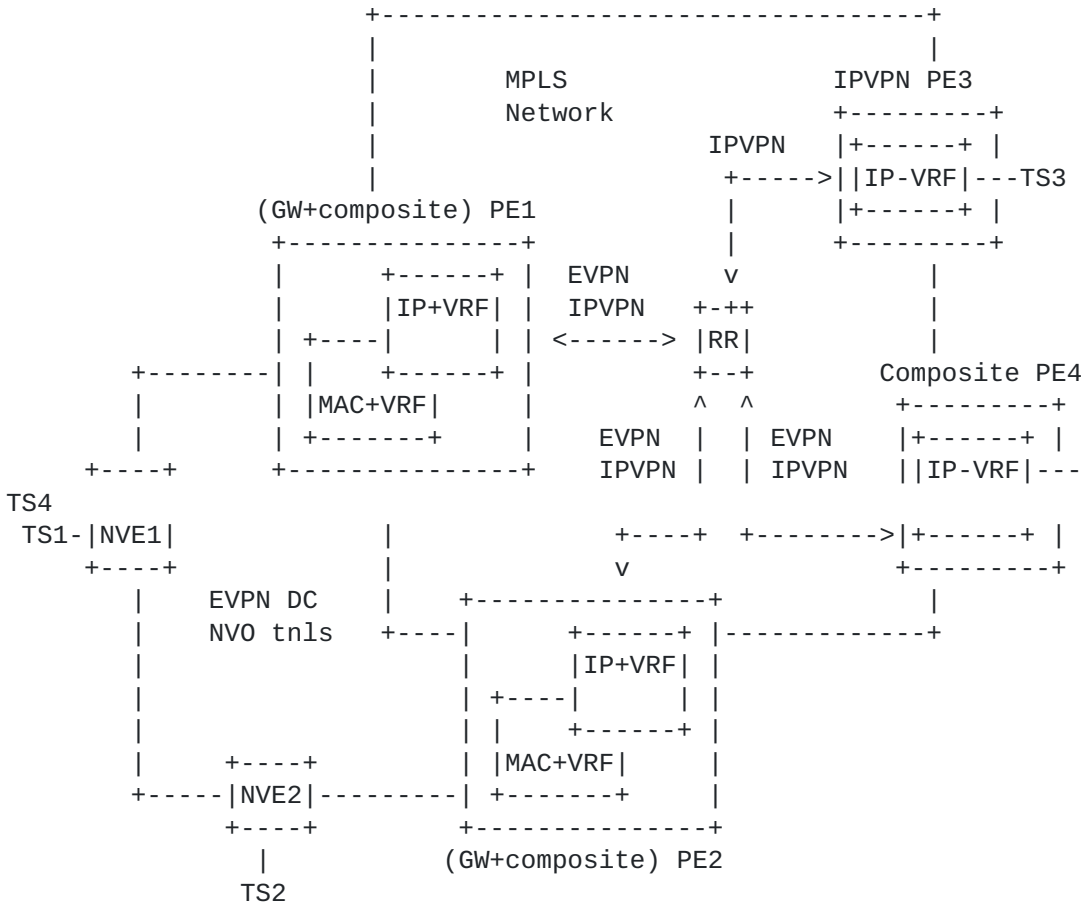 MPLS IPVPN PE3
Network
IPVPN
IP-VRF TS3
(GW+composite) PE1
EVPN
IP+VRF IPVPN
RR
Composite PE4
MAC+VRF
EVPN EVPN
IPVPN IPVPN IP-VRF
TS4
TS1- NVE1
EVPN DC
NVO tnls
IP+VRF
MAC+VRF
NVE2
(GW+composite) PE2
TS2